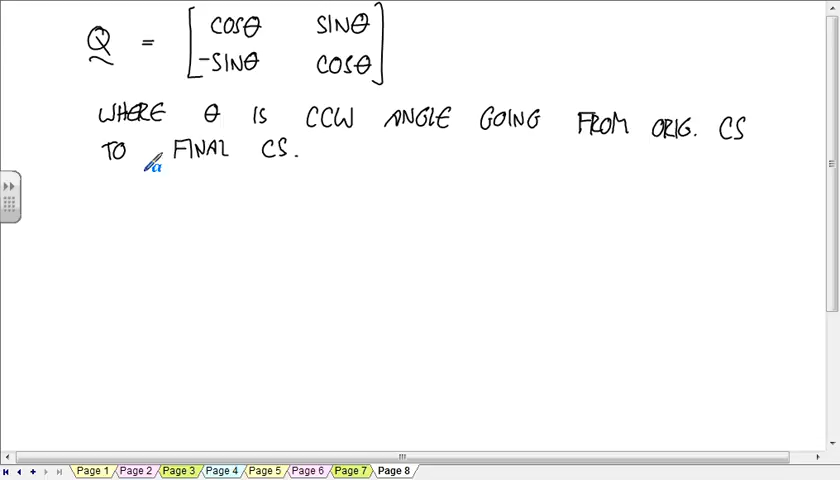 Q = [ COSθ SINθ
-SINθ COSθ ]
WHERE θ IS CCW ANGLE GOING FROM ORIG. CS
TO FINAL CS.
a
Page 1 Page 2 Page 3 Page 4 Page 5 Page 6 Page 7 Page 8